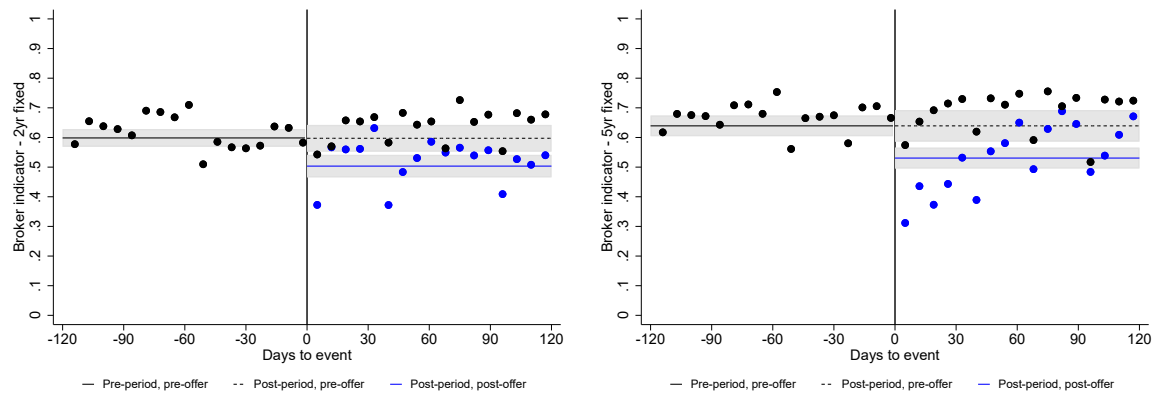 Broker indicator - 2yr fixed
1
.9
.8
.7
.6
.5
.4
.3
.2
.1
0
-120 -90 -60 -30 0 30 60 90 120
Days to event
Pre-period, pre-offer Post-period, pre-offer Post-period, post-offer
Broker indicator - 5yr fixed
1
.9
.8
.7
.6
.5
.4
.3
.2
.1
0
-120 -90 -60 -30 0 30 60 90 120
Days to event
Pre-period, pre-offer Post-period, pre-offer Post-period, post-offer